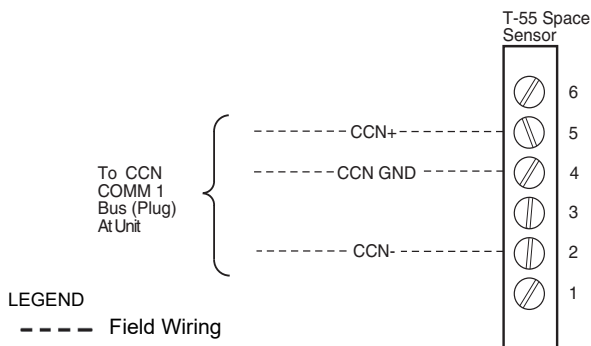 T-55 Space
Sensor
6
CCN+
5
CCN GND
4
3
CCN-
2
1
To CCN
COMM 1
Bus (Plug)
At Unit
LEGEND
Field Wiring